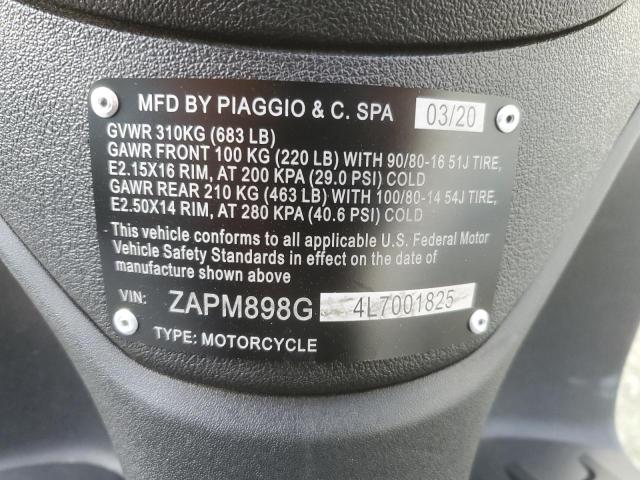 MFD BY PIAGGIO & C. SPA 03/20
GVWR 310KG (683 LB)
GAWR FRONT 100 KG (220 LB) WITH 90/80-16 51J TIRE,
E2.15X16 RIM, AT 200 KPA (29.0 PSI) COLD
GAWR REAR 210 KG (463 LB) WITH 100/80-14 54J TIRE,
E2.50X14 RIM, AT 280 KPA (40.6 PSI) COLD
This vehicle conforms to all applicable U.S. Federal Motor
Vehicle Safety Standards in effect on the date of
manufacture shown above
VIN: ZAPM898G 4L7001825
TYPE: MOTORCYCLE